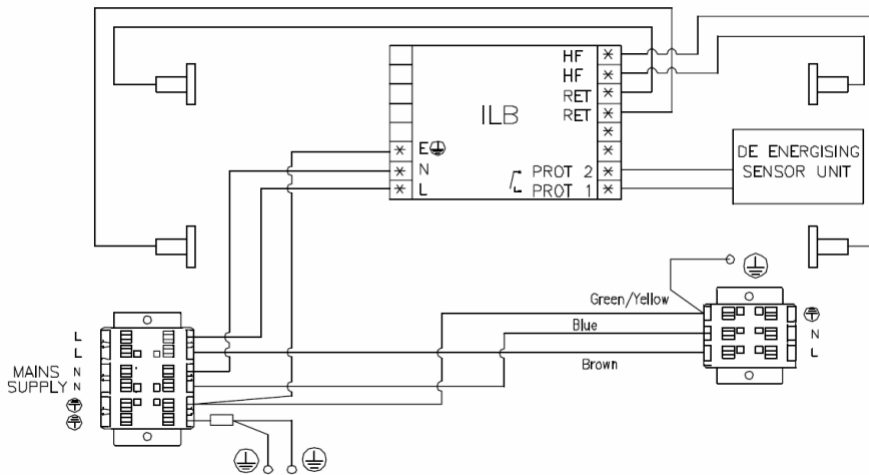 HF *
HF *
RET *
ILB
RET *
*
* E *
* N PROT 2 *
* L PROT 1 *
DE ENERGISING
SENSOR UNIT
Green/Yellow
Blue
Brown
L
L
MAINS N
SUPPLY N
N
L